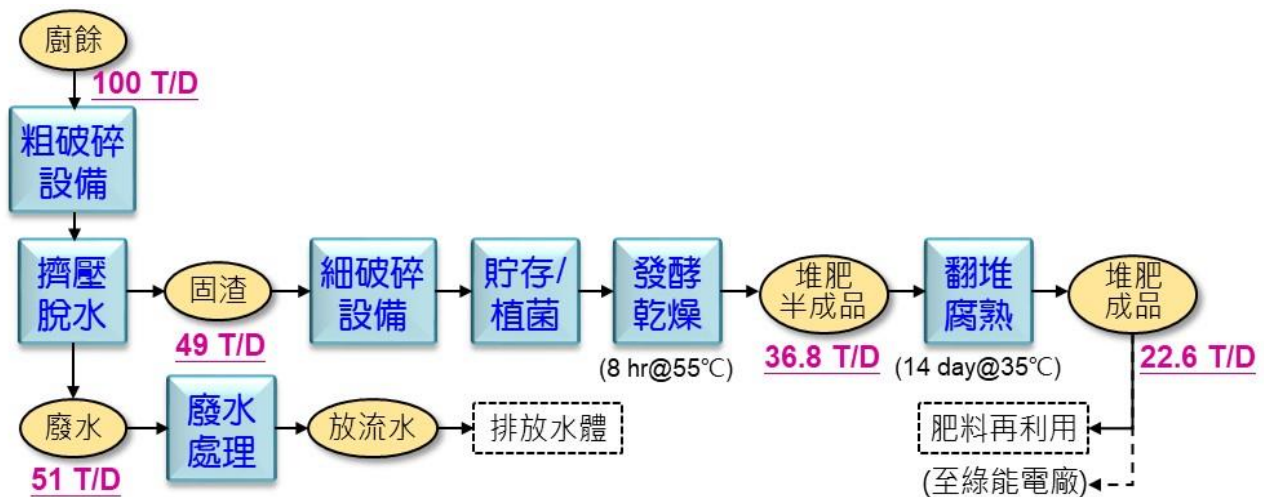 廚餘
100 T/D
粗破碎
設備
擠壓
脫水
固渣
49 T/D
細破碎
設備
貯存/
植菌
發酵
乾燥
(8 hr@55℃)
堆肥
半成品
36.8 T/D
翻堆
腐熟
(14 day@35℃)
堆肥
成品
22.6 T/D
廢水
51 T/D
廢水
處理
放流水
排放水體
肥料再利用
(至綠能電廠)